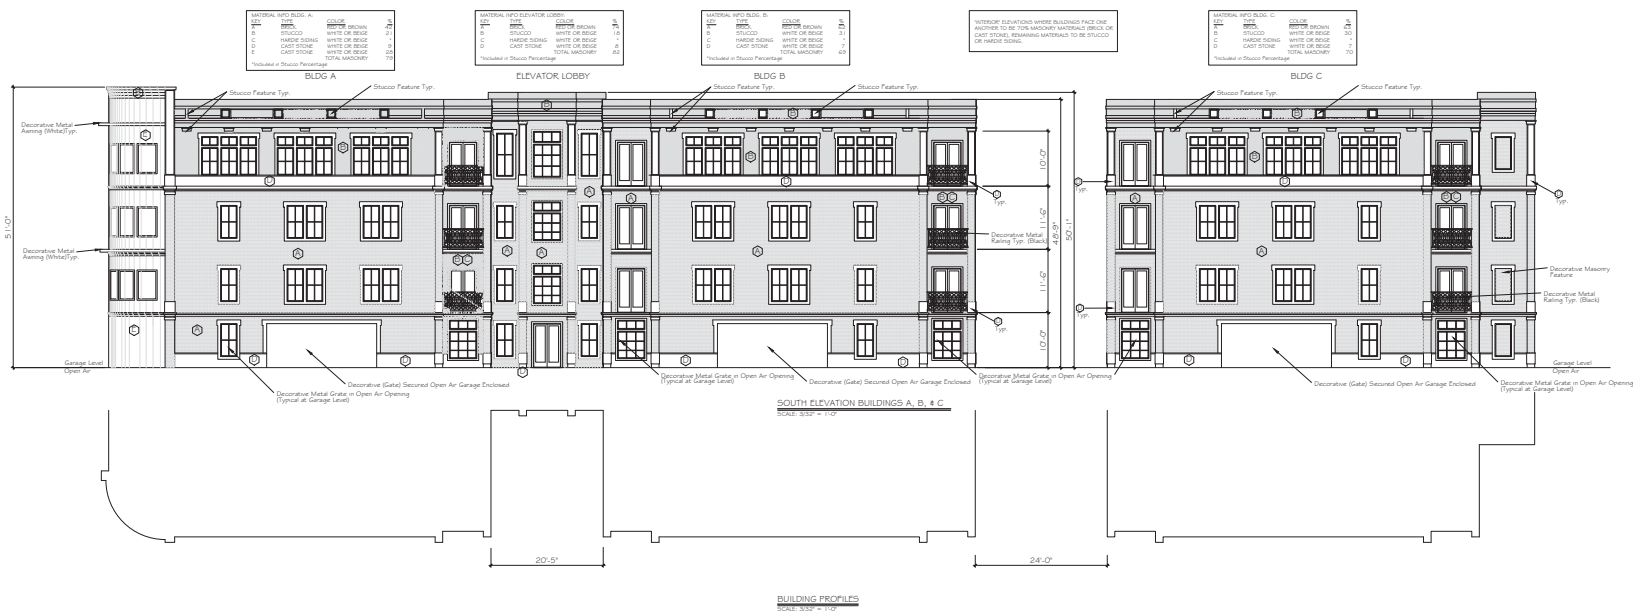 MATERIAL INFO BLDG. A:
KEY TYPE COLOR %
A BRICK RED OR BROWN 42
B STUCCO WHITE OR BEIGE 21
C HARDIE SIDING WHITE OR BEIGE *
D CAST STONE WHITE OR BEIGE 9
E CAST STONE WHITE OR BEIGE 28
TOTAL MASONRY 79
*Included in Stucco Percentage
BLDG A
MATERIAL INFO ELEVATOR LOBBY:
KEY TYPE COLOR %
A BRICK RED OR BROWN
B STUCCO WHITE OR BEIGE 18
C HARDIE SIDING WHITE OR BEIGE *
D CAST STONE WHITE OR BEIGE 8
TOTAL MASONRY 82
*Included in Stucco Percentage
ELEVATOR LOBBY
MATERIAL INFO BLDG. B:
KEY TYPE COLOR %
A BRICK RED OR BROWN
B STUCCO WHITE OR BEIGE 31
C HARDIE SIDING WHITE OR BEIGE *
D CAST STONE WHITE OR BEIGE 7
TOTAL MASONRY 69
*Included in Stucco Percentage
BLDG B
"INTERIOR" ELEVATIONS WHERE BUILDINGS FACE ONE
ANOTHER TO BE 70% MASONRY MATERIALS (BRICK OR
CAST STONE), REMAINING MATERIALS TO BE STUCCO
OR HARDIE SIDING.
MATERIAL INFO BLDG. C:
KEY TYPE COLOR %
A BRICK RED OR BROWN 63
B STUCCO WHITE OR BEIGE 30
C HARDIE SIDING WHITE OR BEIGE *
D CAST STONE WHITE OR BEIGE 7
TOTAL MASONRY 70
*Included in Stucco Percentage
BLDG C
Stucco Feature Typ.
Stucco Feature Typ.
Stucco Feature Typ.
Stucco Feature Typ.
Stucco Feature Typ.
Stucco Feature Typ.
Decorative Metal
Awning (White)Typ.
Decorative Metal
Awning (White)Typ.
51'-0"
10'-0"
11'-6"
11'-6"
10'-0"
48'-9"
50'-1"
Typ.
Typ.
Typ.
Typ.
Typ.
Decorative Metal
Railing Typ. (Black)
Decorative Masonry
Feature
Decorative Metal
Railing Typ. (Black)
Garage Level
Open Air
Garage Level
Open Air
Decorative (Gate) Secured Open Air Garage Enclosed
Decorative Metal Grate in Open Air Opening
(Typical at Garage Level)
Decorative Metal Grate in Open Air Opening
(Typical at Garage Level)
Decorative (Gate) Secured Open Air Garage Enclosed
Decorative Metal Grate in Open Air Opening
(Typical at Garage Level)
Decorative (Gate) Secured Open Air Garage Enclosed
Decorative Metal Grate in Open Air Opening
(Typical at Garage Level)
SOUTH ELEVATION BUILDINGS A, B, & C
SCALE: 3/32" = 1'-0"
20'-5"
24'-0"
BUILDING PROFILES
SCALE: 3/32" = 1'-0"